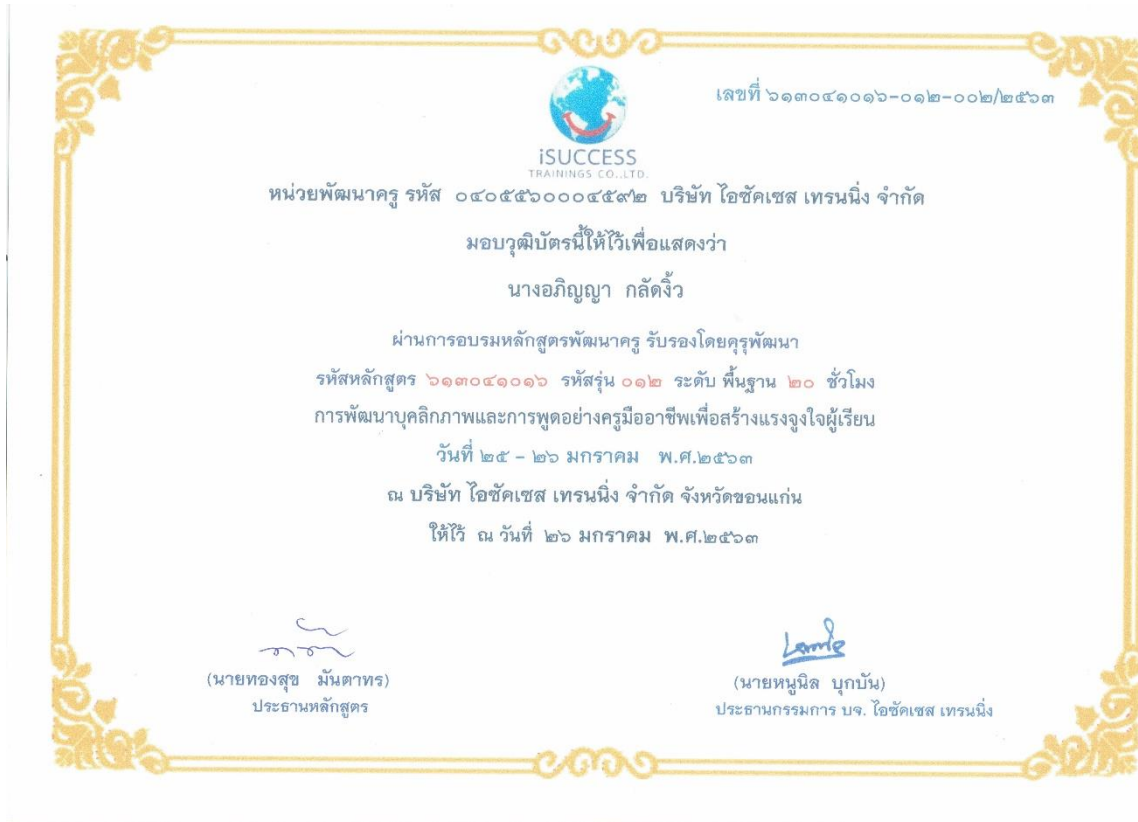 เลขที่ ๖๑๓๐๔๑๐๑๖-๐๑๒-๐๐๒/๒๕๖๓
iSUCCESS
TRAININGS CO.,LTD.
หน่วยพัฒนาครู รหัส ๐๔๐๕๕๖๐๐๐๔๕๙๒ บริษัท ไอซัคเซส เทรนนิ่ง จำกัด
มอบวุฒิบัตรนี้ให้ไว้เพื่อแสดงว่า
นางอภิญญา กลัดงิ้ว
ผ่านการอบรมหลักสูตรพัฒนาครู รับรองโดยคุรุพัฒนา
รหัสหลักสูตร ๖๑๓๐๔๑๐๑๖ รหัสรุ่น ๐๑๒ ระดับ พื้นฐาน ๒๐ ชั่วโมง
การพัฒนาบุคลิกภาพและการพูดอย่างครูมืออาชีพเพื่อสร้างแรงจูงใจผู้เรียน
วันที่ ๒๕ - ๒๖ มกราคม พ.ศ.๒๕๖๓
ณ บริษัท ไอซัคเซส เทรนนิ่ง จำกัด จังหวัดขอนแก่น
ให้ไว้ ณ วันที่ ๒๖ มกราคม พ.ศ.๒๕๖๓
(นายทองสุข มันตาทร)
ประธานหลักสูตร
(นายหนูนิล บุกบัน)
ประธานกรรมการ บจ. ไอซัคเซส เทรนนิ่ง